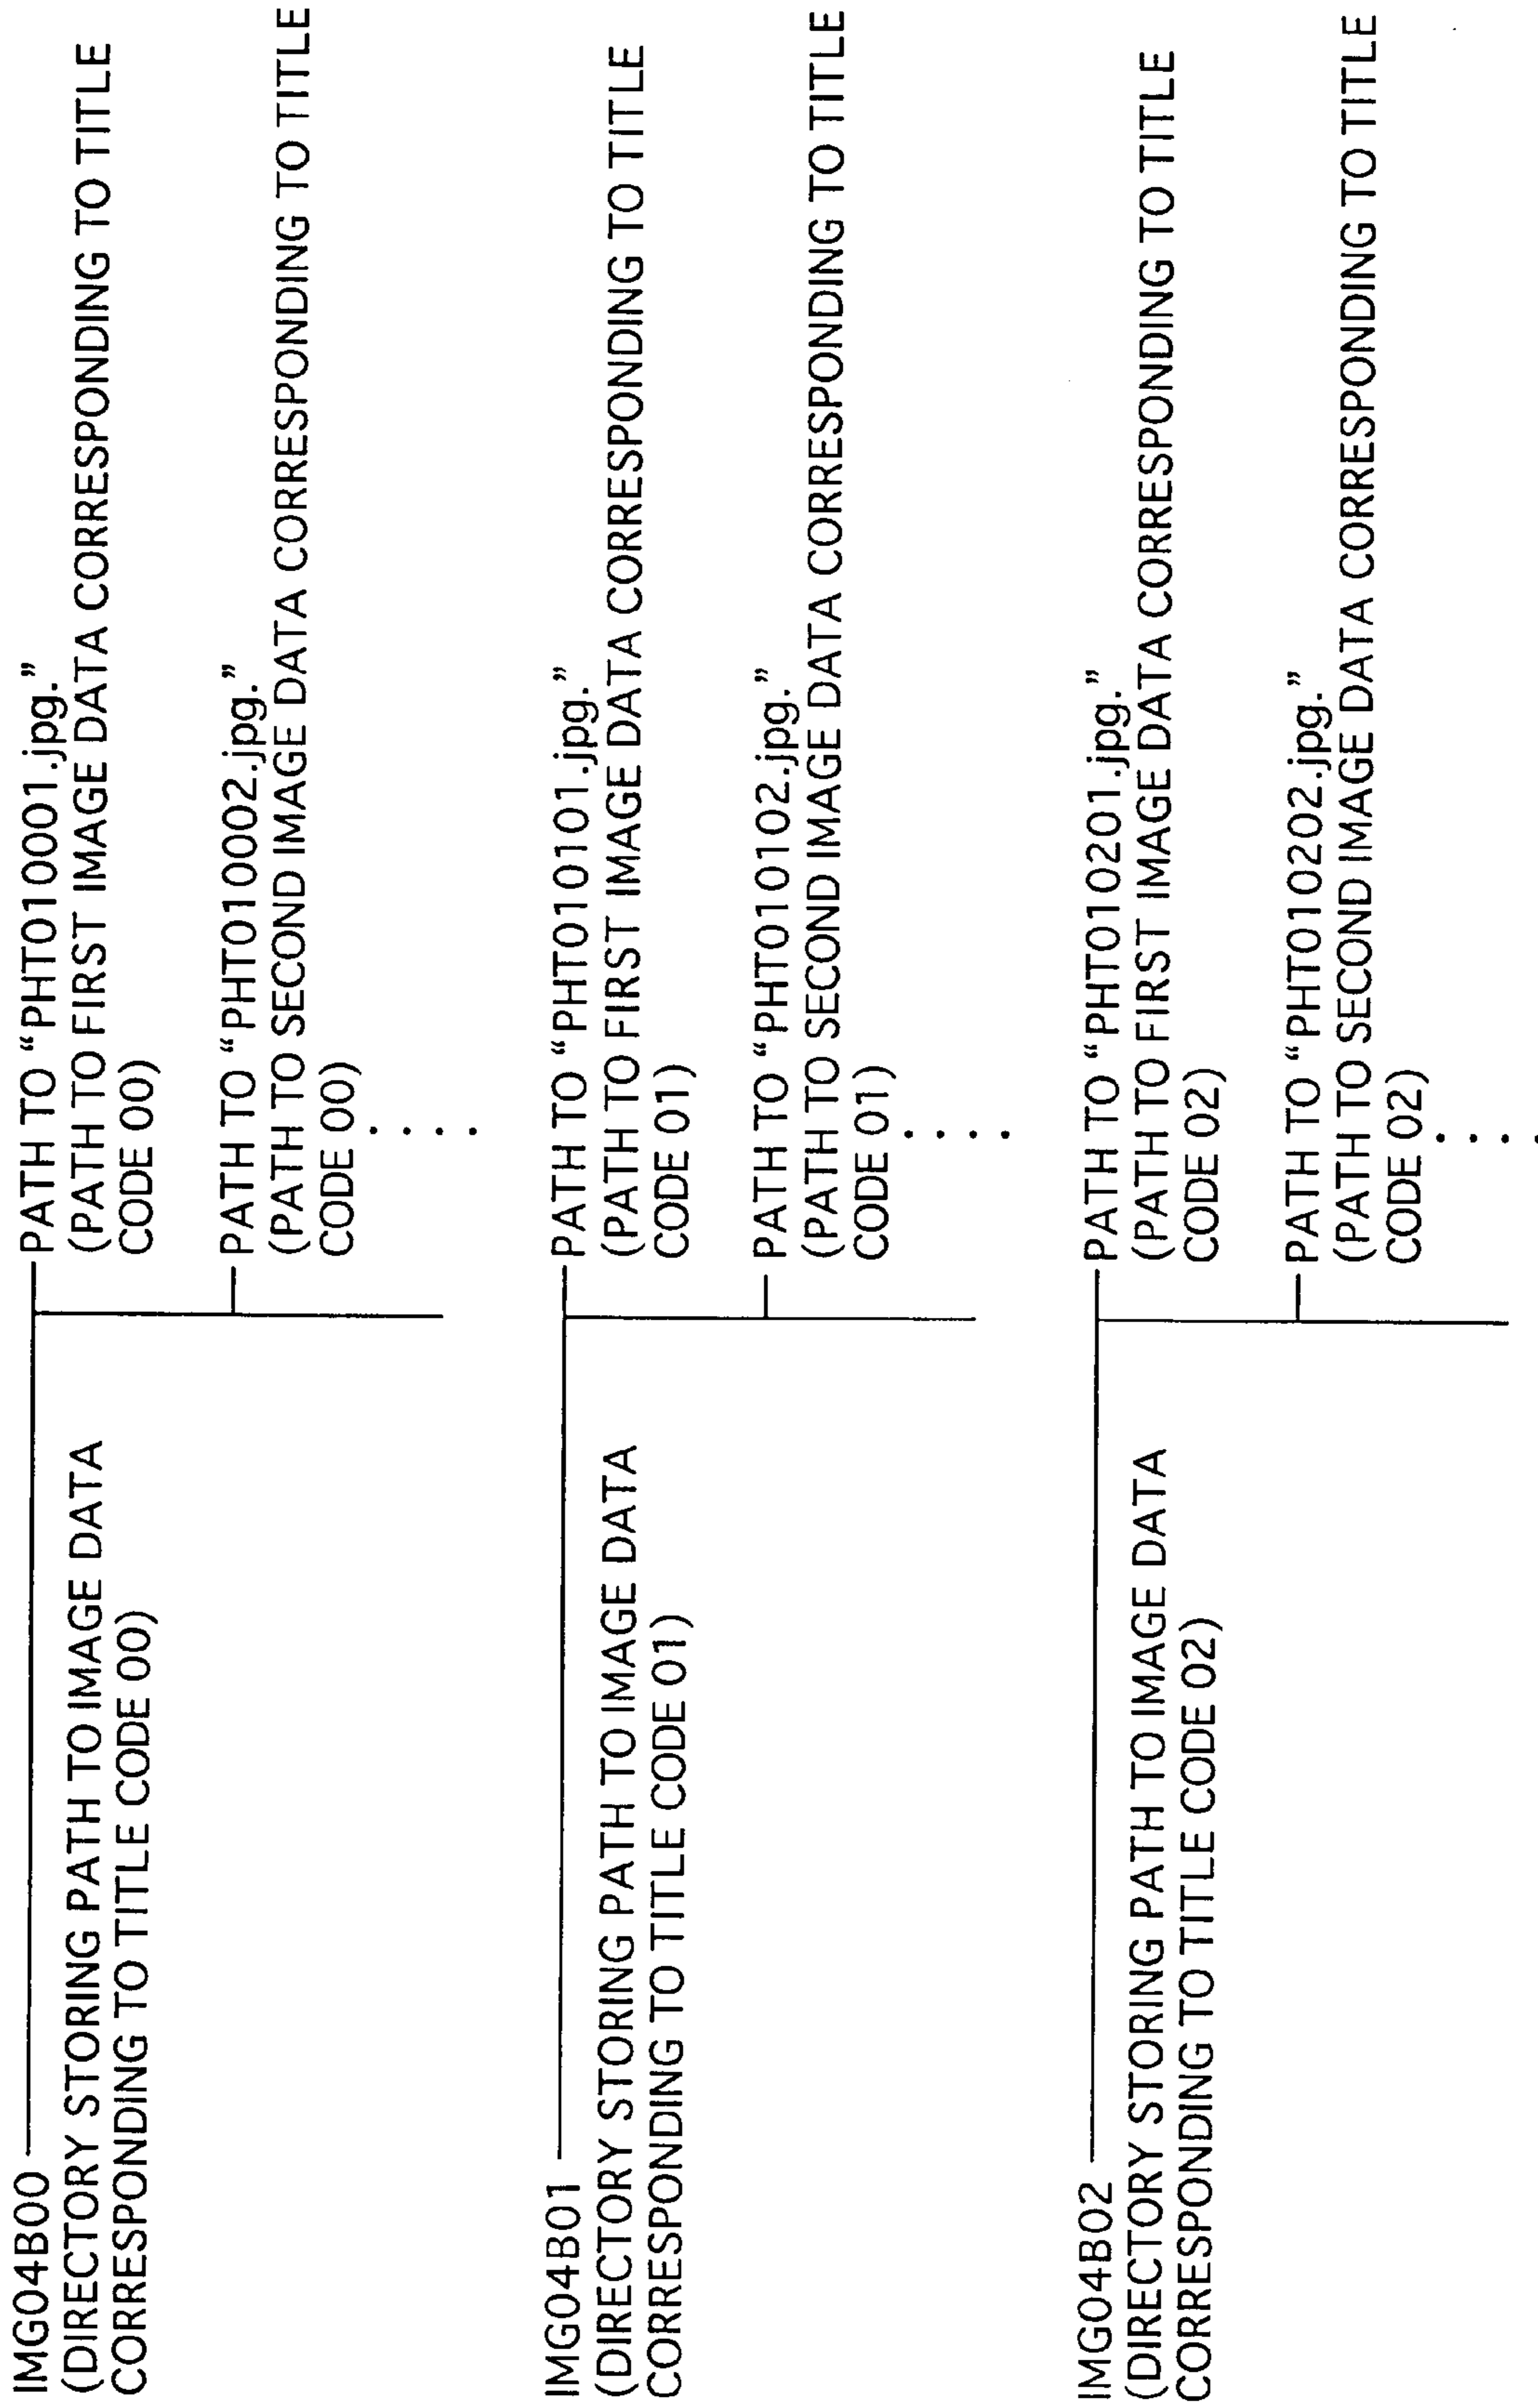 IMG04B00
(DIRECTORY STORING PATH TO IMAGE DATA
CORRESPONDING TO TITLE CODE 00)
PATH TO “PHT010001.jpg.”
(PATH TO FIRST IMAGE DATA CORRESPONDING TO TITLE
CODE 00)
PATH TO “PHT010002.jpg.”
(PATH TO SECOND IMAGE DATA CORRESPONDING TO TITLE
CODE 00)
....
IMG04B01
(DIRECTORY STORING PATH TO IMAGE DATA
CORRESPONDING TO TITLE CODE 01)
PATH TO “PHT010101.jpg.”
(PATH TO FIRST IMAGE DATA CORRESPONDING TO TITLE
CODE 01)
PATH TO “PHT010102.jpg.”
(PATH TO SECOND IMAGE DATA CORRESPONDING TO TITLE
CODE 01)
....
IMG04B02
(DIRECTORY STORING PATH TO IMAGE DATA
CORRESPONDING TO TITLE CODE 02)
PATH TO “PHT010201.jpg.”
(PATH TO FIRST IMAGE DATA CORRESPONDING TO TITLE
CODE 02)
PATH TO “PHT010202.jpg.”
(PATH TO SECOND IMAGE DATA CORRESPONDING TO TITLE
CODE 02)
....